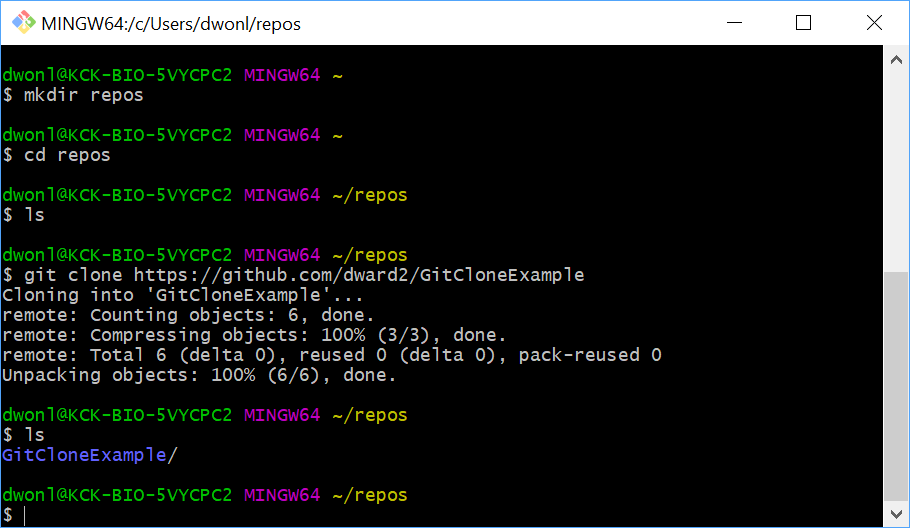 MINGW64:/c/Users/dwonl/repos
dwonl@KCK-BIO-5VYCPC2 MINGW64 ~
$ mkdir repos
dwonl@KCK-BIO-5VYCPC2 MINGW64 ~
$ cd repos
dwonl@KCK-BIO-5VYCPC2 MINGW64 ~/repos
$ ls
dwonl@KCK-BIO-5VYCPC2 MINGW64 ~/repos
$ git clone https://github.com/dward2/GitCloneExample
Cloning into 'GitCloneExample'...
remote: Counting objects: 6, done.
remote: Compressing objects: 100% (3/3), done.
remote: Total 6 (delta 0), reused 0 (delta 0), pack-reused 0
Unpacking objects: 100% (6/6), done.
dwonl@KCK-BIO-5VYCPC2 MINGW64 ~/repos
$ ls
GitCloneExample/
dwonl@KCK-BIO-5VYCPC2 MINGW64 ~/repos
$